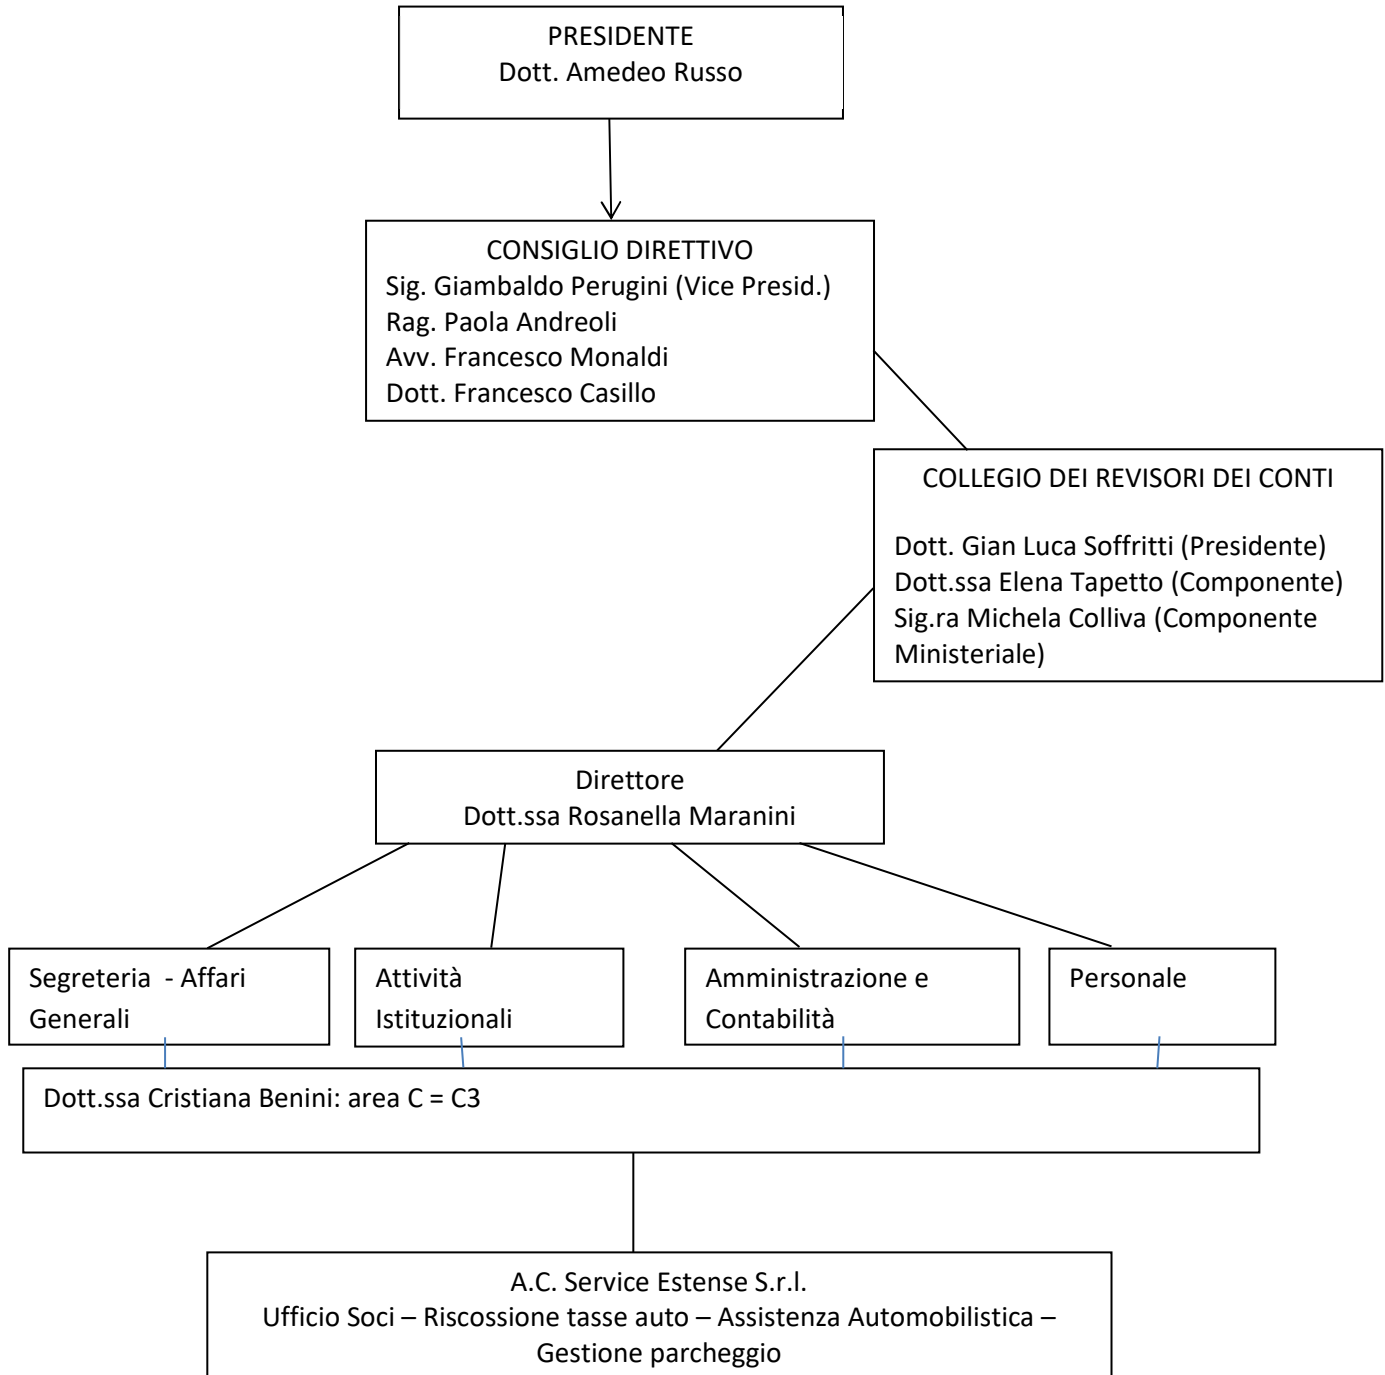 PRESIDENTE
Dott. Amedeo Russo
CONSIGLIO DIRETTIVO
Sig. Giambaldo Perugini (Vice Presid.)
Rag. Paola Andreoli
Avv. Francesco Monaldi
Dott. Francesco Casillo
COLLEGIO DEI REVISORI DEI CONTI
Dott. Gian Luca Soffritti (Presidente)
Dott.ssa Elena Tapetto (Componente)
Sig.ra Michela Colliva (Componente
Ministeriale)
Direttore
Dott.ssa Rosanella Maranini
Segreteria - Affari
Generali
Attività
Istituzionali
Amministrazione e
Contabilità
Personale
Dott.ssa Cristiana Benini: area C = C3
A.C. Service Estense S.r.l.
Ufficio Soci – Riscossione tasse auto – Assistenza Automobilistica –
Gestione parcheggio